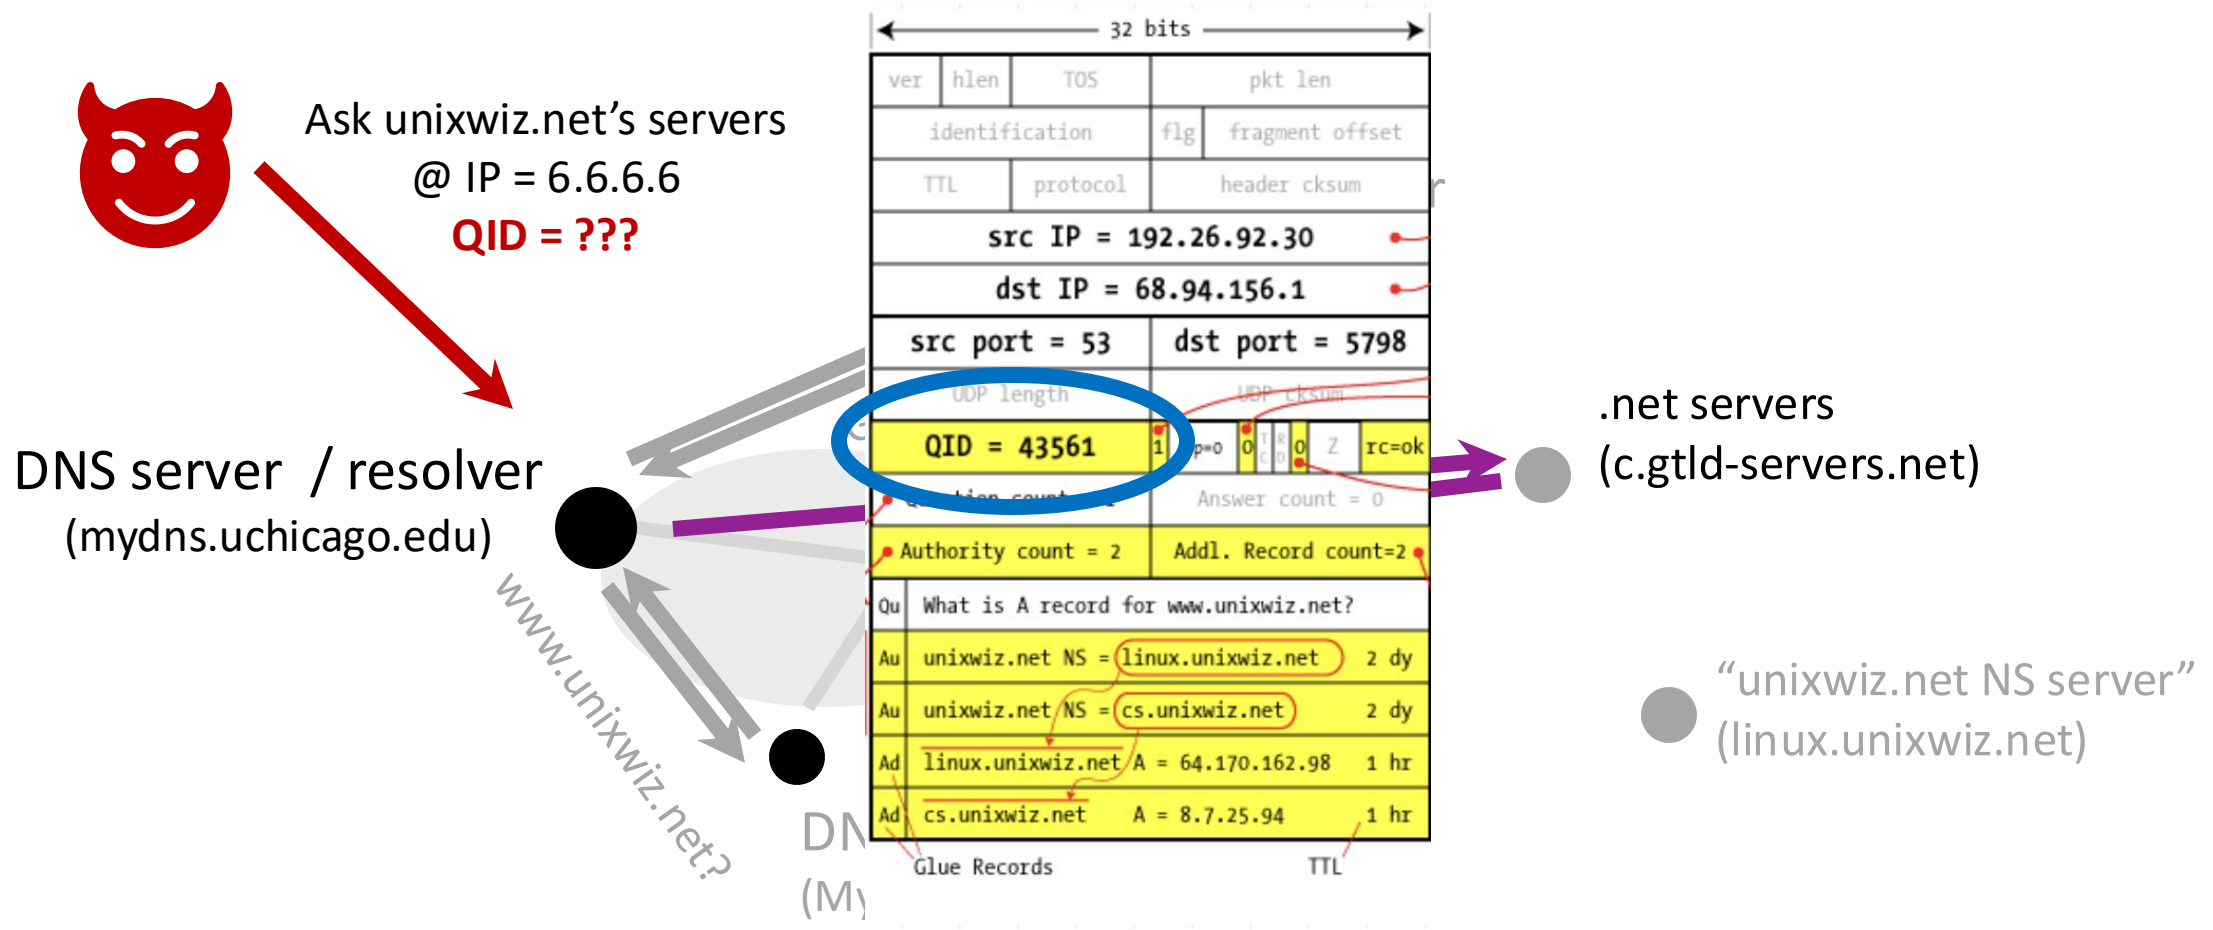 Ask unixwiz.net’s servers
@ IP = 6.6.6.6
QID = ???
DNS server / resolver
(mydns.uchicago.edu)
www.unixwiz.net?
32 bits
ver hlen TOS pkt len
identification flg fragment offset
TTL protocol header cksum
src IP = 192.26.92.30
dst IP = 68.94.156.1
src port = 53 dst port = 5798
UDP length UDP cksum
QID = 43561 1 0 TC RD 0 Z rc=ok
Answer count = 0
Authority count = 2 Addl. Record count=2
Qu What is A record for www.unixwiz.net?
Au unixwiz.net NS = linux.unixwiz.net 2 dy
Au unixwiz.net NS = cs.unixwiz.net 2 dy
Ad linux.unixwiz.net A = 64.170.162.98 1 hr
Ad cs.unixwiz.net A = 8.7.25.94 1 hr
Glue Records TTL
.net servers
(c.gtld-servers.net)
“unixwiz.net NS server”
(linux.unixwiz.net)